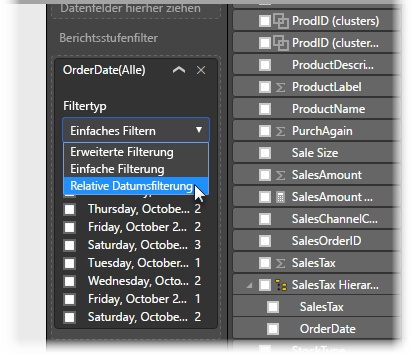 Datenfelder hierher ziehen
Berichtsstufenfilter
OrderDate(Alle)
Filtertyp
Einfaches Filtern
Erweiterte Filterung
Einfache Filterung
Relative Datumsfilterung
Thursday, Octobe... 2
Friday, October 2... 2
Saturday, Octobe... 3
Tuesday, October... 1
Wednesday, Octo... 2
Friday, October 2... 1
Saturday, Octobe... 2
ProdID (clusters)
ProdID (cluster...
ProductDescri...
ProductLabel
ProductName
PurchAgain
Sale Size
SalesAmount
SalesAmount ...
SalesChannelC...
SalesOrderID
SalesTax
SalesTax Hierar...
SalesTax
OrderDate